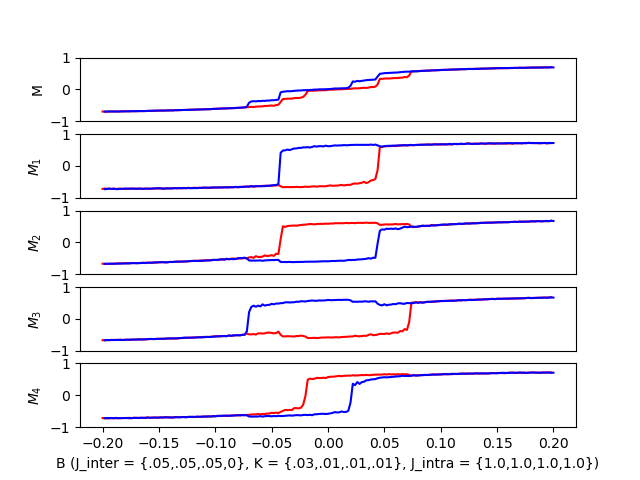 M
1
0
−1
M₁
1
0
−1
M₂
1
0
−1
M₃
1
0
−1
M₄
1
0
−1
−0.20 −0.15 −0.10 −0.05 0.00 0.05 0.10 0.15 0.20
B (J_inter = {.05,.05,.05,0}, K = {.03,.01,.01,.01}, J_intra = {1.0,1.0,1.0,1.0})